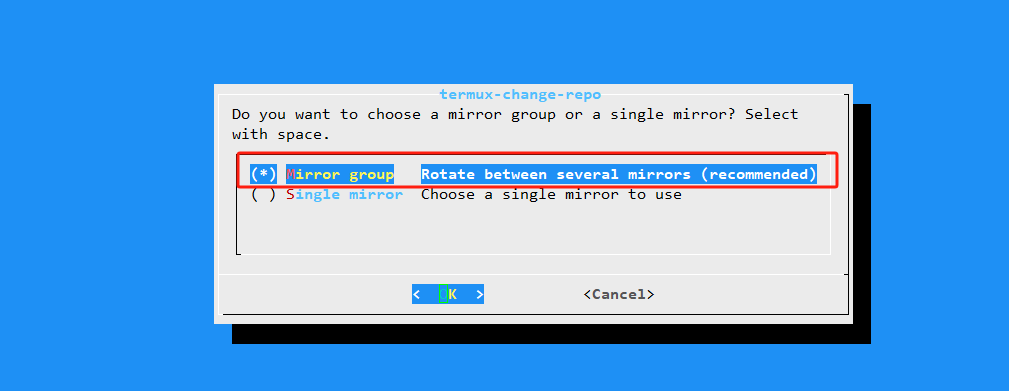 termux-change-repo
Do you want to choose a mirror group or a single mirror? Select
with space.
(*) Mirror group Rotate between several mirrors (recommended)
( ) Single mirror Choose a single mirror to use
< OK > <Cancel>